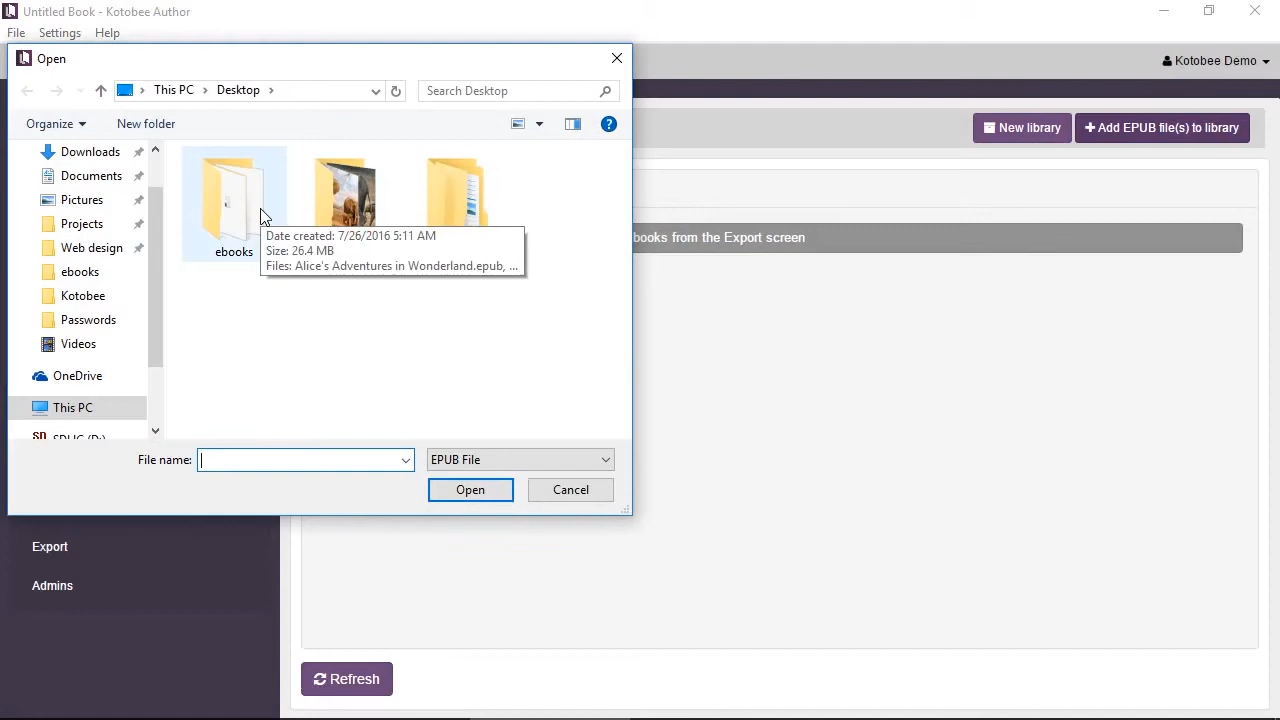 Untitled Book - Kotobee Author
File Settings Help
Open
Kotobee Demo
This PC Desktop
Search Desktop
Organize New folder
New library
Add EPUB file(s) to library
Downloads
Documents
Pictures
Projects
Web design
ebooks
Kotobee
Passwords
Videos
OneDrive
This PC
ebooks
Date created: 7/26/2016 5:11 AM
Size: 26.4 MB
Files: Alice's Adventures in Wonderland.epub, ...
books from the Export screen
File name:
EPUB File
Open Cancel
Export
Admins
Refresh